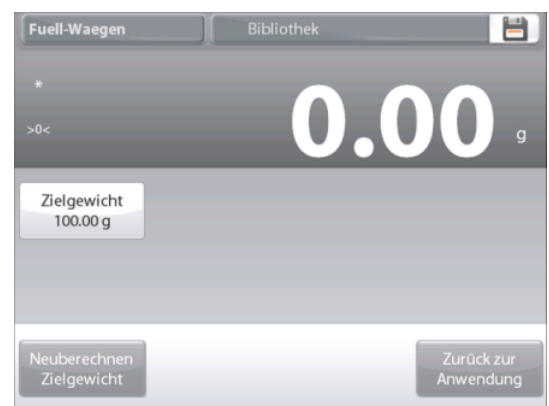 Fuell-Waegen
Bibliothek
*
>0<
0.00 g
Zielgewicht
100.00 g
Neuberechnen
Zielgewicht
Zurück zur
Anwendung